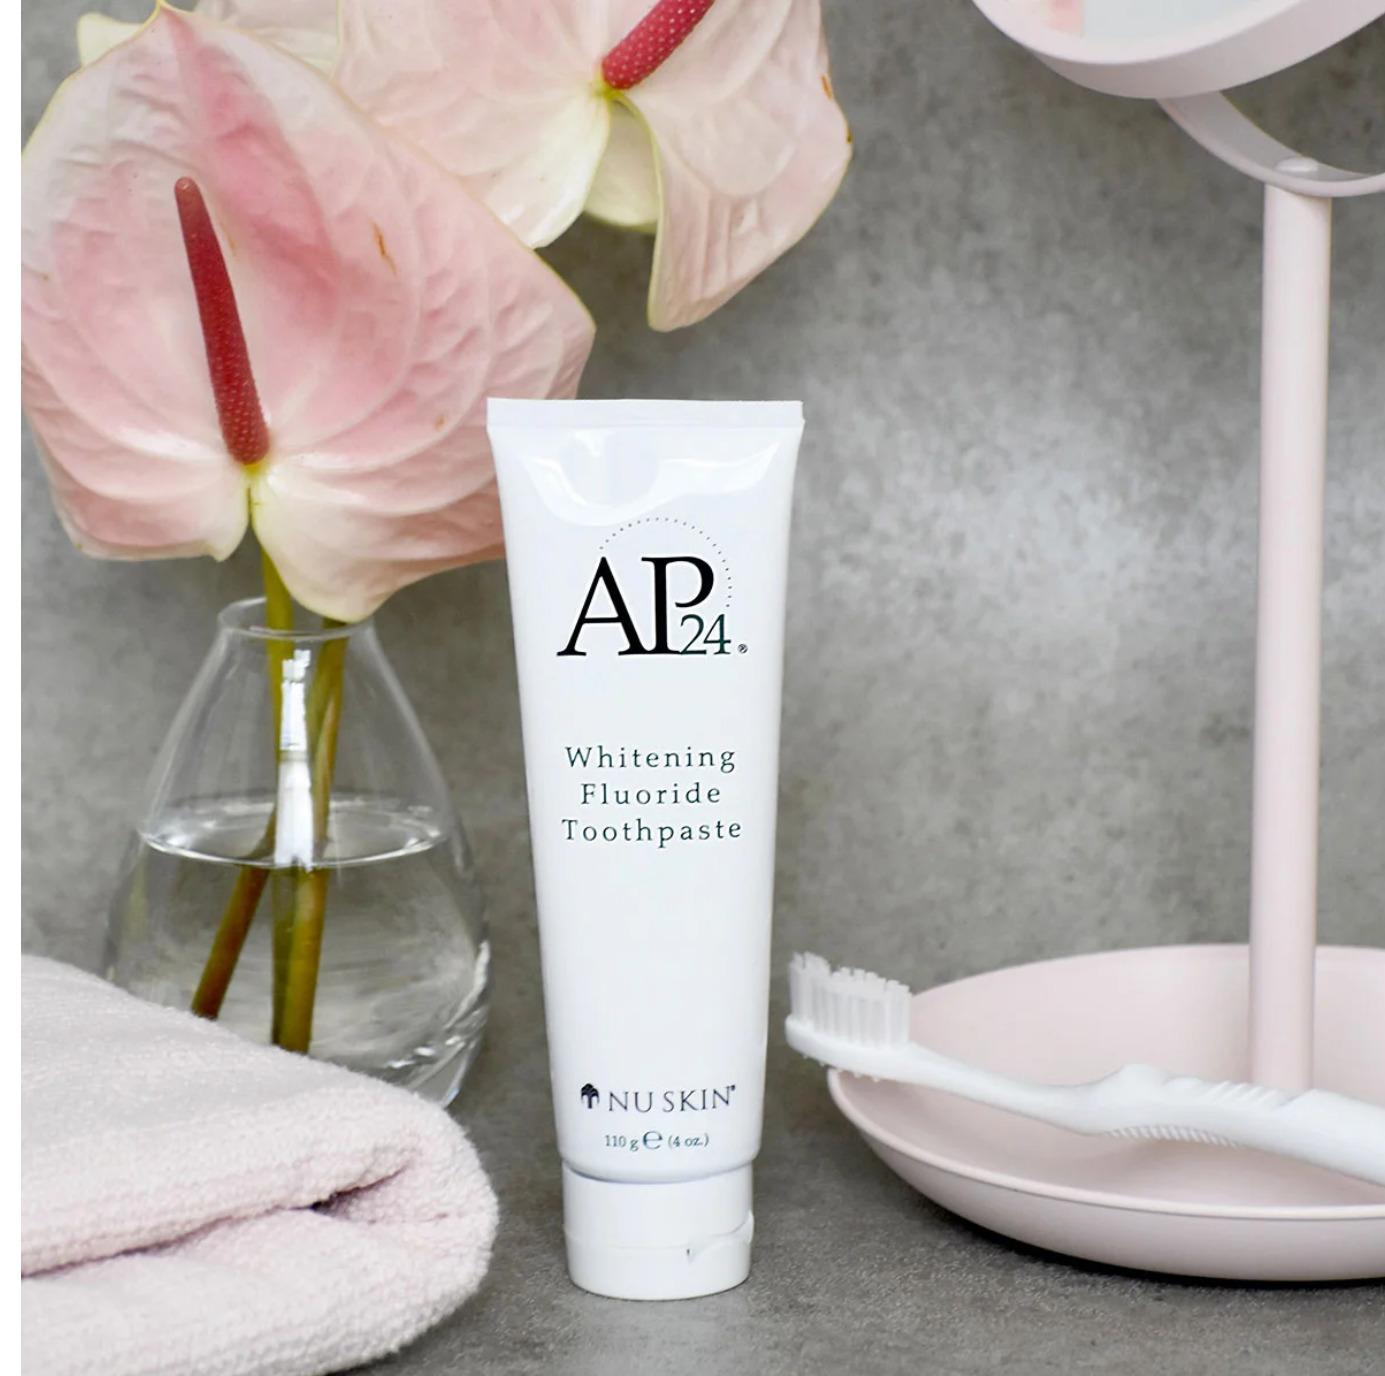 AP24®
Whitening
Fluoride
Toothpaste
NU SKIN®
110 g ℮ (4 oz.)